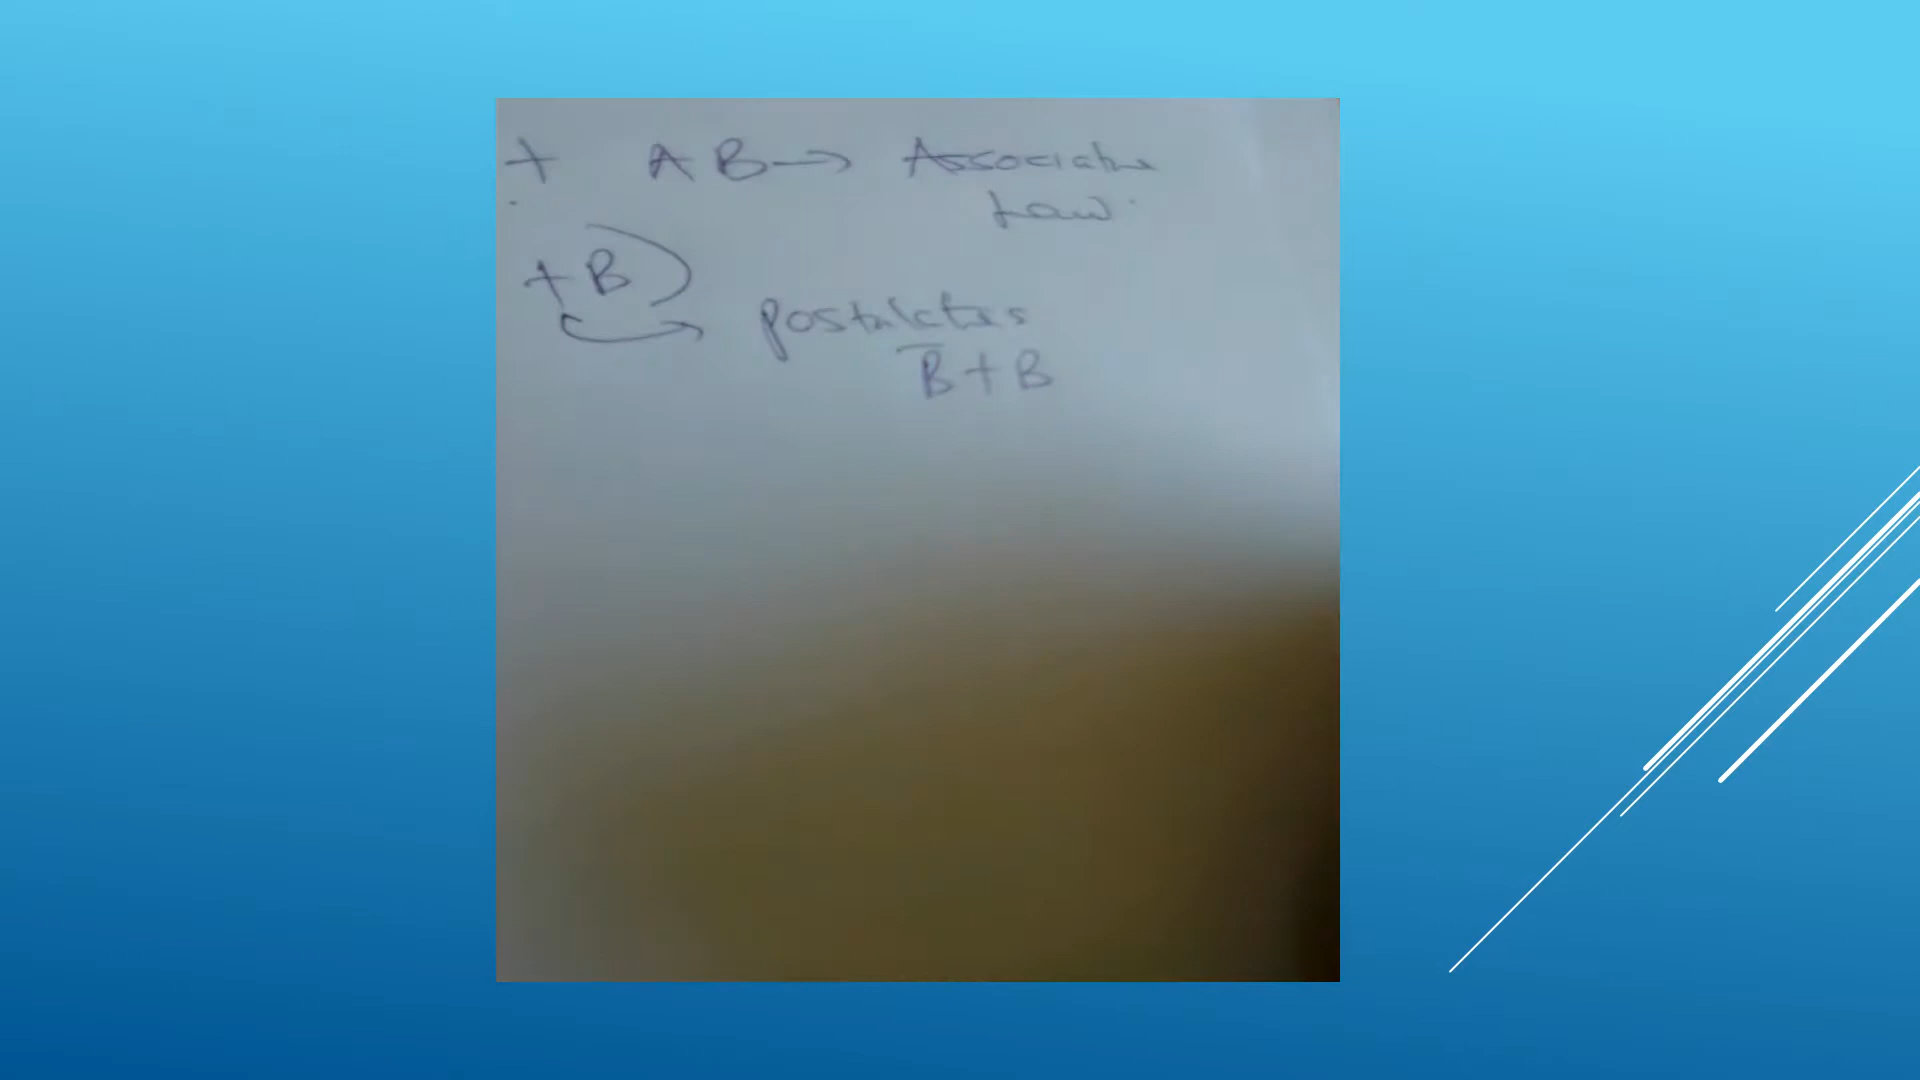 + AB → Associative
Law.
+ B)
postulates
B̅ + B